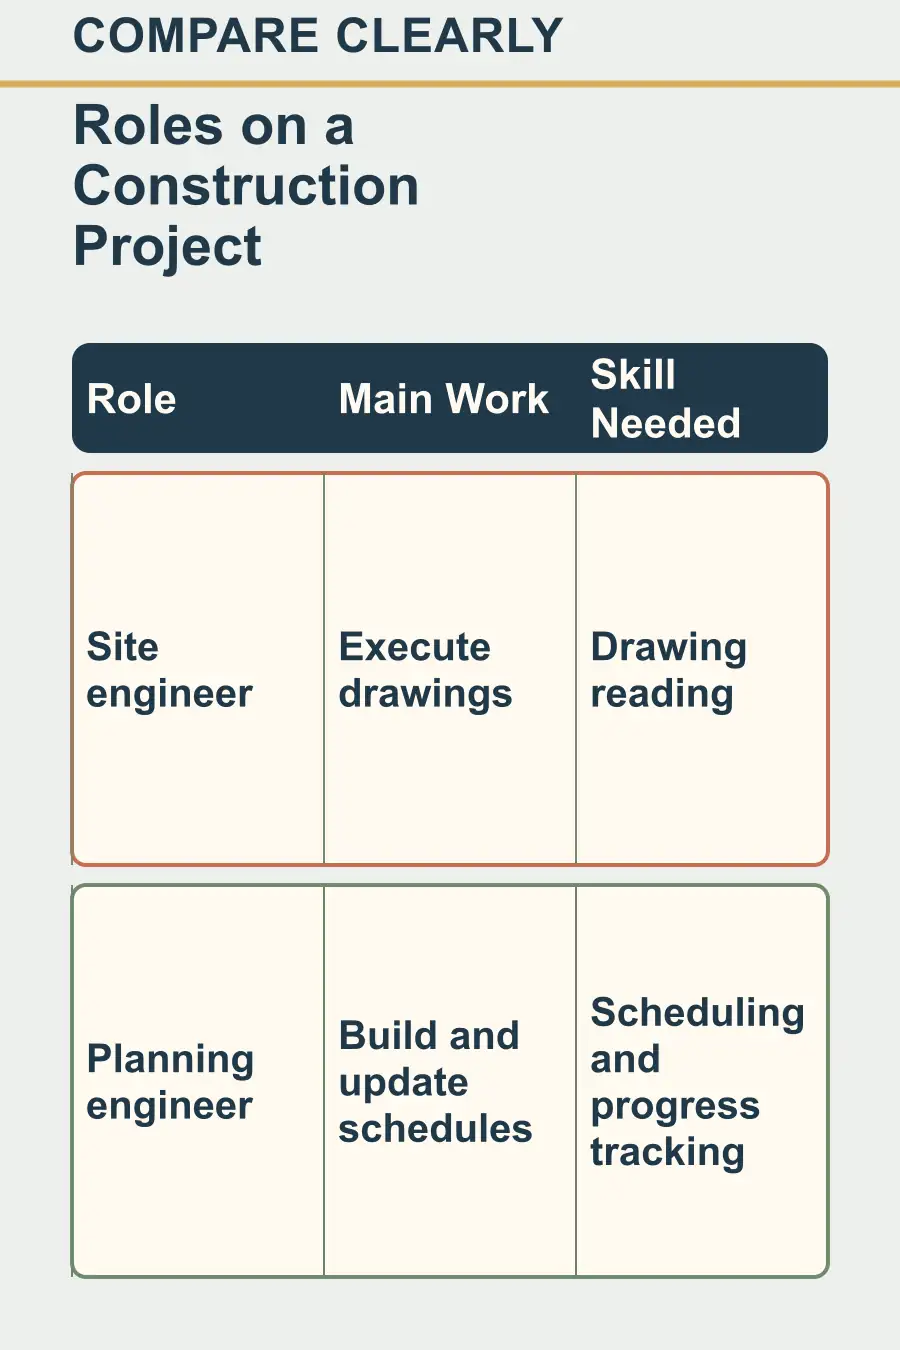 COMPARE CLEARLY
Roles on a
Construction
Project
Role
Main Work
Skill
Needed
Site
engineer
Execute
drawings
Drawing
reading
Planning
engineer
Build and
update
schedules
Scheduling
and
progress
tracking